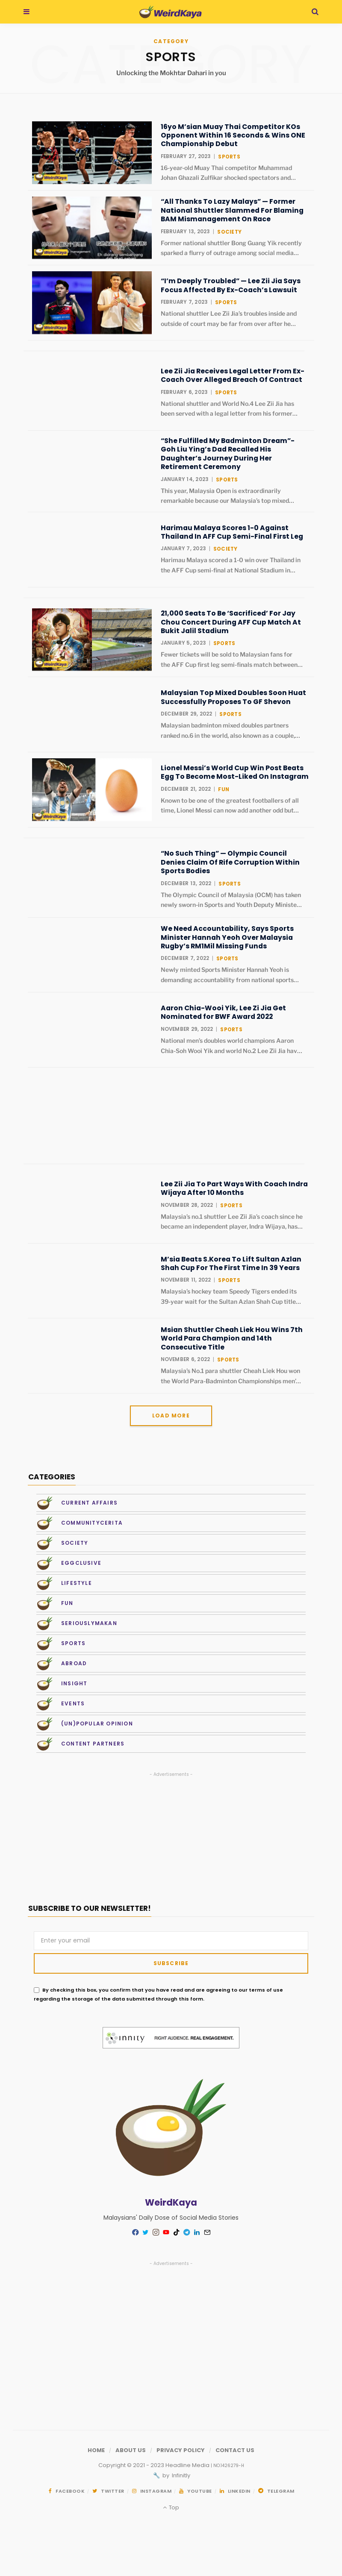 WeirdKaya
CATEGORY
CATEGORY
SPORTS
Unlocking the Mokhtar Dahari in you
16yo M’sian Muay Thai Competitor KOs
Opponent Within 16 Seconds & Wins ONE
Championship Debut
FEBRUARY 27, 2023 | SPORTS
16-year-old Muay Thai competitor Muhammad
Johan Ghazali Zulfikar shocked spectators and...
WeirdKaya
“All Thanks To Lazy Malays” — Former
National Shuttler Slammed For Blaming
BAM Mismanagement On Race
FEBRUARY 13, 2023 | SOCIETY
Former national shuttler Bong Guang Yik recently
sparked a flurry of outrage among social media...
WeirdKaya
“I’m Deeply Troubled” — Lee Zii Jia Says
Focus Affected By Ex-Coach’s Lawsuit
FEBRUARY 7, 2023 | SPORTS
National shuttler Lee Zii Jia’s troubles inside and
outside of court may be far from over after he...
Lee Zii Jia Receives Legal Letter From Ex-
Coach Over Alleged Breach Of Contract
FEBRUARY 6, 2023 | SPORTS
National shuttler and World No.4 Lee Zii Jia has
been served with a legal letter from his former...
“She Fulfilled My Badminton Dream”-
Goh Liu Ying’s Dad Recalled His
Daughter’s Journey During Her
Retirement Ceremony
JANUARY 14, 2023 | SPORTS
This year, Malaysia Open is extraordinarily
remarkable because our Malaysia’s top mixed...
Harimau Malaya Scores 1-0 Against
Thailand In AFF Cup Semi-Final First Leg
JANUARY 7, 2023 | SOCIETY
Harimau Malaya scored a 1-0 win over Thailand in
the AFF Cup semi-final at National Stadium in...
21,000 Seats To Be ‘Sacrificed’ For Jay
Chou Concert During AFF Cup Match At
Bukit Jalil Stadium
JANUARY 5, 2023 | SPORTS
Fewer tickets will be sold to Malaysian fans for
the AFF Cup first leg semi-finals match between...
WeirdKaya
Malaysian Top Mixed Doubles Soon Huat
Successfully Proposes To GF Shevon
DECEMBER 26, 2022 | SPORTS
Malaysian badminton mixed doubles partners
ranked no.6 in the world, also known as a couple,...
Lionel Messi’s World Cup Win Post Beats
Egg To Become Most-Liked On Instagram
DECEMBER 21, 2022 | FUN
Known to be one of the greatest footballers of all
time, Lionel Messi can now add another odd but...
WeirdKaya
“No Such Thing” — Olympic Council
Denies Claim Of Rife Corruption Within
Sports Bodies
DECEMBER 13, 2022 | SPORTS
The Olympic Council of Malaysia (OCM) has taken
newly sworn-in Sports and Youth Deputy Ministe...
We Need Accountability, Says Sports
Minister Hannah Yeoh Over Malaysia
Rugby’s RM1Mil Missing Funds
DECEMBER 7, 2022 | SPORTS
Newly minted Sports Minister Hannah Yeoh is
demanding accountability from national sports...
Aaron Chia-Wooi Yik, Lee Zi Jia Get
Nominated for BWF Award 2022
NOVEMBER 29, 2022 | SPORTS
National men’s doubles world champions Aaron
Chia-Soh Wooi Yik and world No.2 Lee Zii Jia hav...
Lee Zii Jia To Part Ways With Coach Indra
Wijaya After 10 Months
NOVEMBER 26, 2022 | SPORTS
Malaysia’s no.1 shuttler Lee Zii Jia’s coach since he
became an independent player, Indra Wijaya, has...
M’sia Beats S.Korea To Lift Sultan Azlan
Shah Cup For The First Time In 39 Years
NOVEMBER 11, 2022 | SPORTS
Malaysia’s hockey team Speedy Tigers ended its
39-year wait for the Sultan Azlan Shah Cup title...
Msian Shuttler Cheah Liek Hou Wins 7th
World Para Champion and 14th
Consecutive Title
NOVEMBER 6, 2022 | SPORTS
Malaysia’s No.1 para shuttler Cheah Liek Hou won
the World Para-Badminton Championships men’...
LOAD MORE
CATEGORIES
CURRENT AFFAIRS
COMMUNITYCERITA
SOCIETY
EGGCLUSIVE
LIFESTYLE
FUN
SERIOUSLYMAKAN
SPORTS
ABROAD
INSIGHT
EVENTS
(UN)POPULAR OPINION
CONTENT PARTNERS
- Advertisements -
SUBSCRIBE TO OUR NEWSLETTER!
Enter your email
SUBSCRIBE
By checking this box, you confirm that you have read and are agreeing to our terms of use
regarding the storage of the data submitted through this form.
innity RIGHT AUDIENCE. REAL ENGAGEMENT.
WeirdKaya
Malaysians' Daily Dose of Social Media Stories
- Advertisements -
HOME / ABOUT US / PRIVACY POLICY / CONTACT US
Copyright © 2021 - 2023 Headline Media
by Infinitly
FACEBOOK TWITTER INSTAGRAM YOUTUBE LINKEDIN TELEGRAM
Top